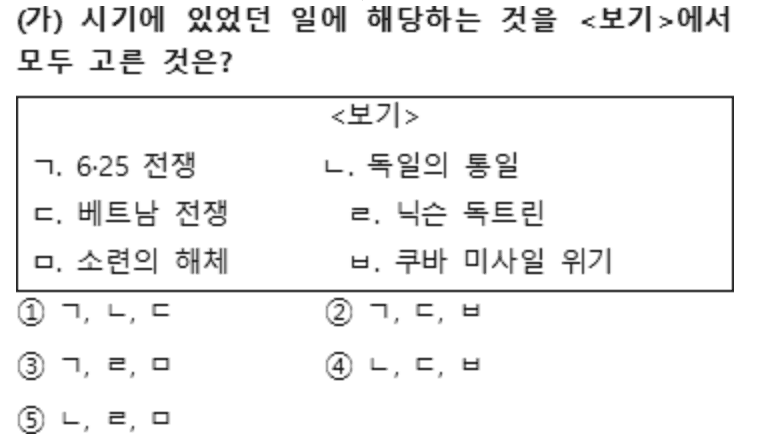 (가) 시기에 있었던 일에 해당하는 것을 <보기>에서
모두 고른 것은?
<보기>
ㄱ. 6·25 전쟁 ㄴ. 독일의 통일
ㄷ. 베트남 전쟁 ㄹ. 닉슨 독트린
ㅁ. 소련의 해체 ㅂ. 쿠바 미사일 위기
① ㄱ, ㄴ, ㄷ ② ㄱ, ㄷ, ㅂ
③ ㄱ, ㄹ, ㅁ ④ ㄴ, ㄷ, ㅂ
⑤ ㄴ, ㄹ, ㅁ